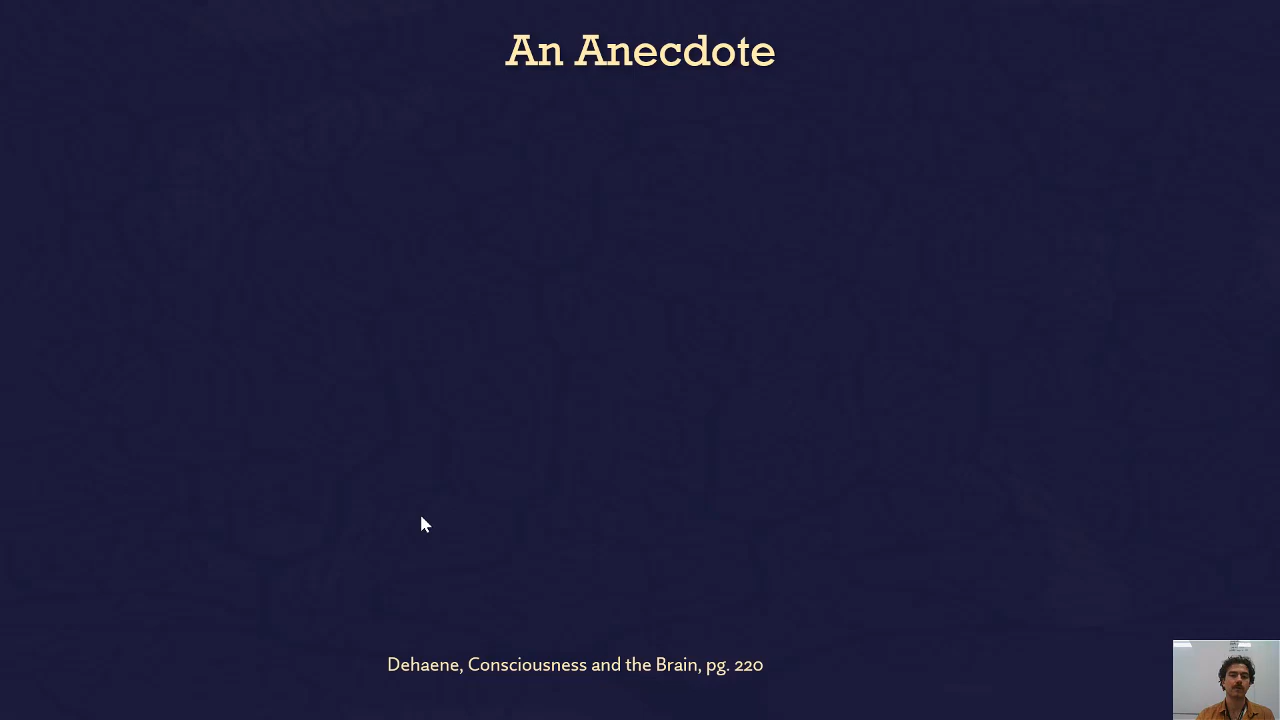 An Anecdote
Dehaene, Consciousness and the Brain, pg. 220